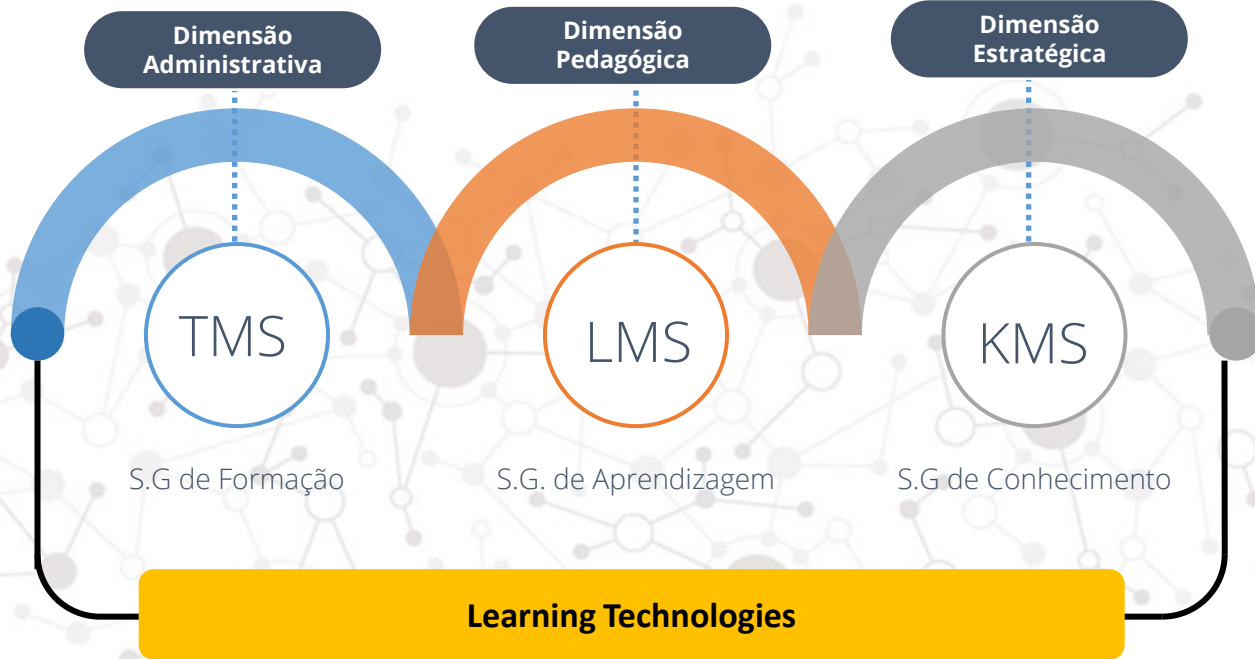 Dimensão
Administrativa
Dimensão
Pedagógica
Dimensão
Estratégica
TMS
LMS
KMS
S.G de Formação
S.G. de Aprendizagem
S.G de Conhecimento
Learning Technologies